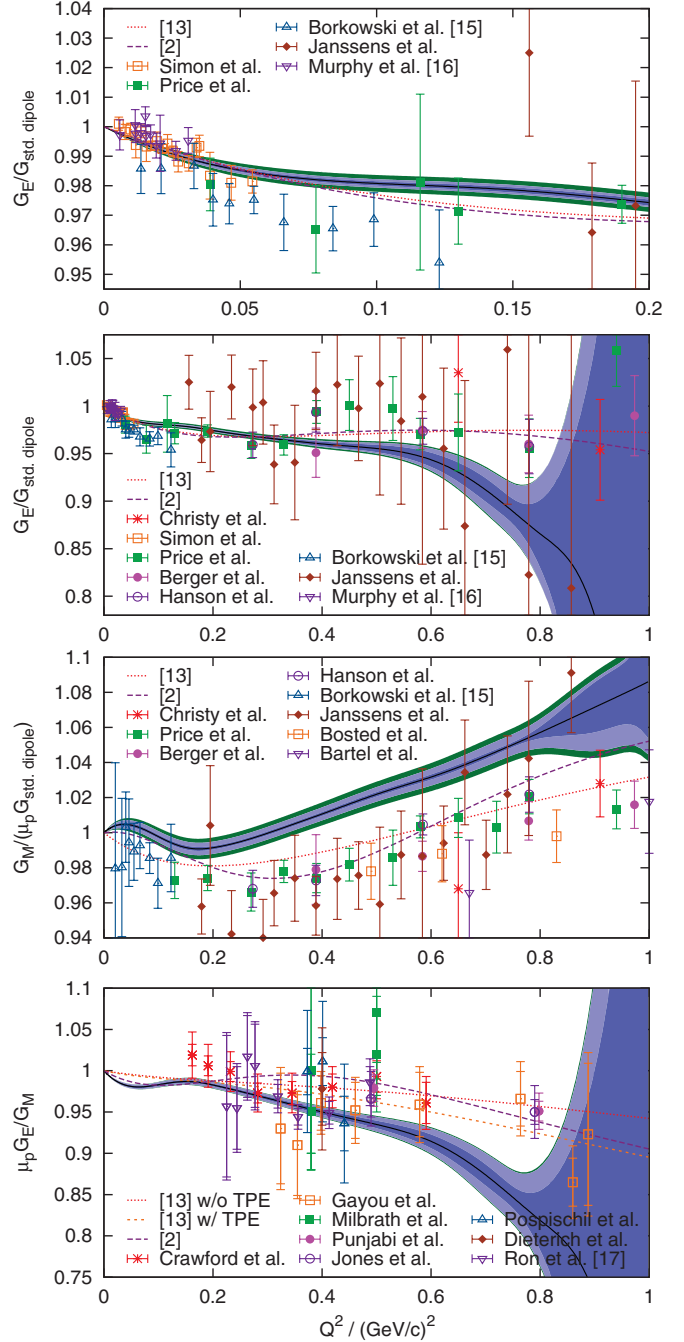 1.04
1.03
1.02
1.01
1
0.99
0.98
0.97
0.96
0.95
G_E/G_std. dipole
[13]
[2]
Simon et al.
Price et al.
Borkowski et al. [15]
Janssens et al.
Murphy et al. [16]
0
0.05
0.1
0.15
0.2
1.05
1
0.95
0.9
0.85
0.8
G_E/G_std. dipole
[13]
[2]
Christy et al.
Simon et al.
Price et al.
Berger et al.
Hanson et al.
Borkowski et al. [15]
Janssens et al.
Murphy et al. [16]
0
0.2
0.4
0.6
0.8
1
1.1
1.08
1.06
1.04
1.02
1
0.98
0.96
0.94
G_M/(μ_pG_std. dipole)
[13]
[2]
Christy et al.
Price et al.
Berger et al.
Hanson et al.
Borkowski et al. [15]
Janssens et al.
Bosted et al.
Bartel et al.
0
0.2
0.4
0.6
0.8
1
1.1
1.05
1
0.95
0.9
0.85
0.8
0.75
μ_pG_E/G_M
[13] w/o TPE
[13] w/ TPE
[2]
Crawford et al.
Gayou et al.
Milbrath et al.
Punjabi et al.
Jones et al.
Pospischil et al.
Dieterich et al.
Ron et al. [17]
0
0.2
0.4
0.6
0.8
1
Q² / (GeV/c)²